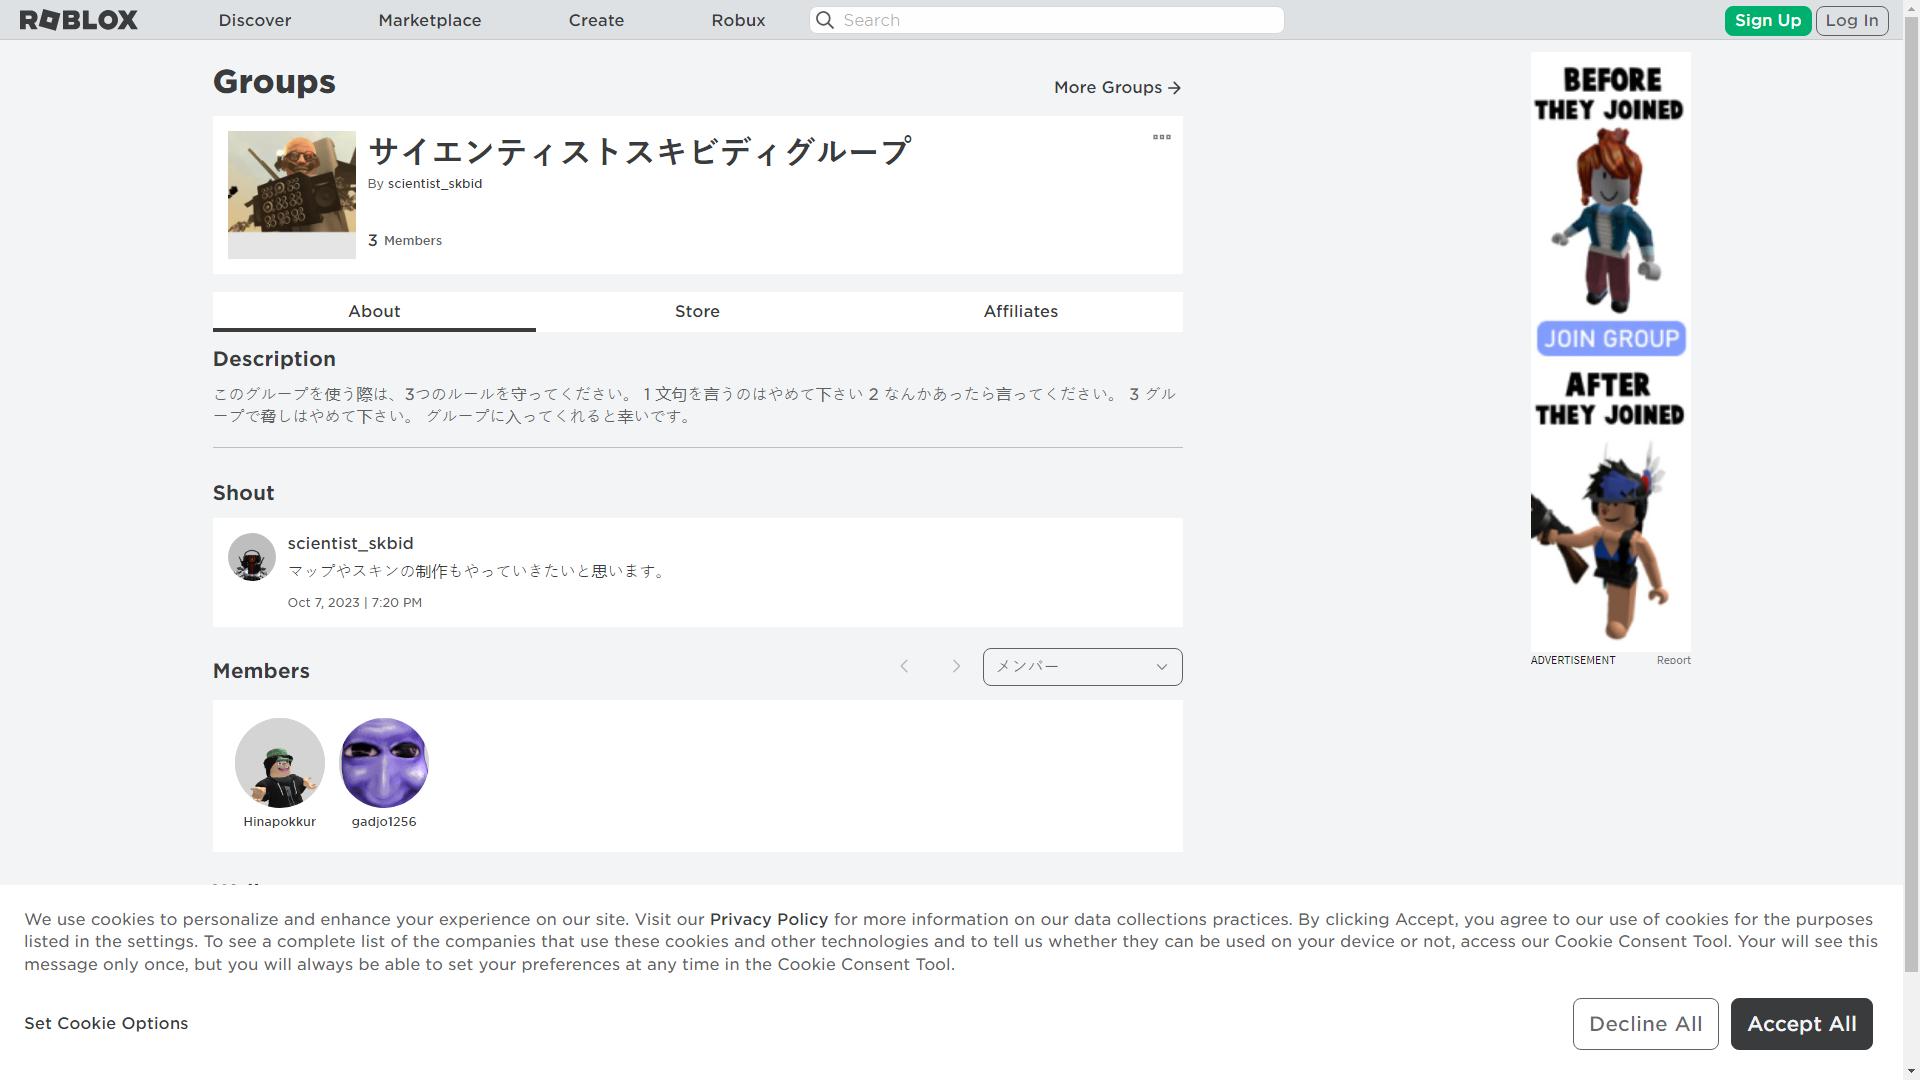 ROBLOX
Discover
Marketplace
Create
Robux
Search
Sign Up
Log In
Groups
More Groups
サイエンティストスキビディグループ
By scientist_skbid
3 Members
About
Store
Affiliates
Description
このグループを使う際は、3つのルールを守ってください。 1 文句を言うのはやめて下さい 2 なんかあったら言ってください。 3 グル
ープで脅しはやめて下さい。 グループに入ってくれると幸いです。
Shout
scientist_skbid
マップやスキンの制作もやっていきたいと思います。
Oct 7, 2023 | 7:20 PM
Members
メンバー
Hinapokkur
gadjo1256
BEFORE
THEY JOINED
JOIN GROUP
AFTER
THEY JOINED
ADVERTISEMENT
Report
We use cookies to personalize and enhance your experience on our site. Visit our Privacy Policy for more information on our data collections practices. By clicking Accept, you agree to our use of cookies for the purposes
listed in the settings. To see a complete list of the companies that use these cookies and other technologies and to tell us whether they can be used on your device or not, access our Cookie Consent Tool. Your will see this
message only once, but you will always be able to set your preferences at any time in the Cookie Consent Tool.
Set Cookie Options
Decline All
Accept All